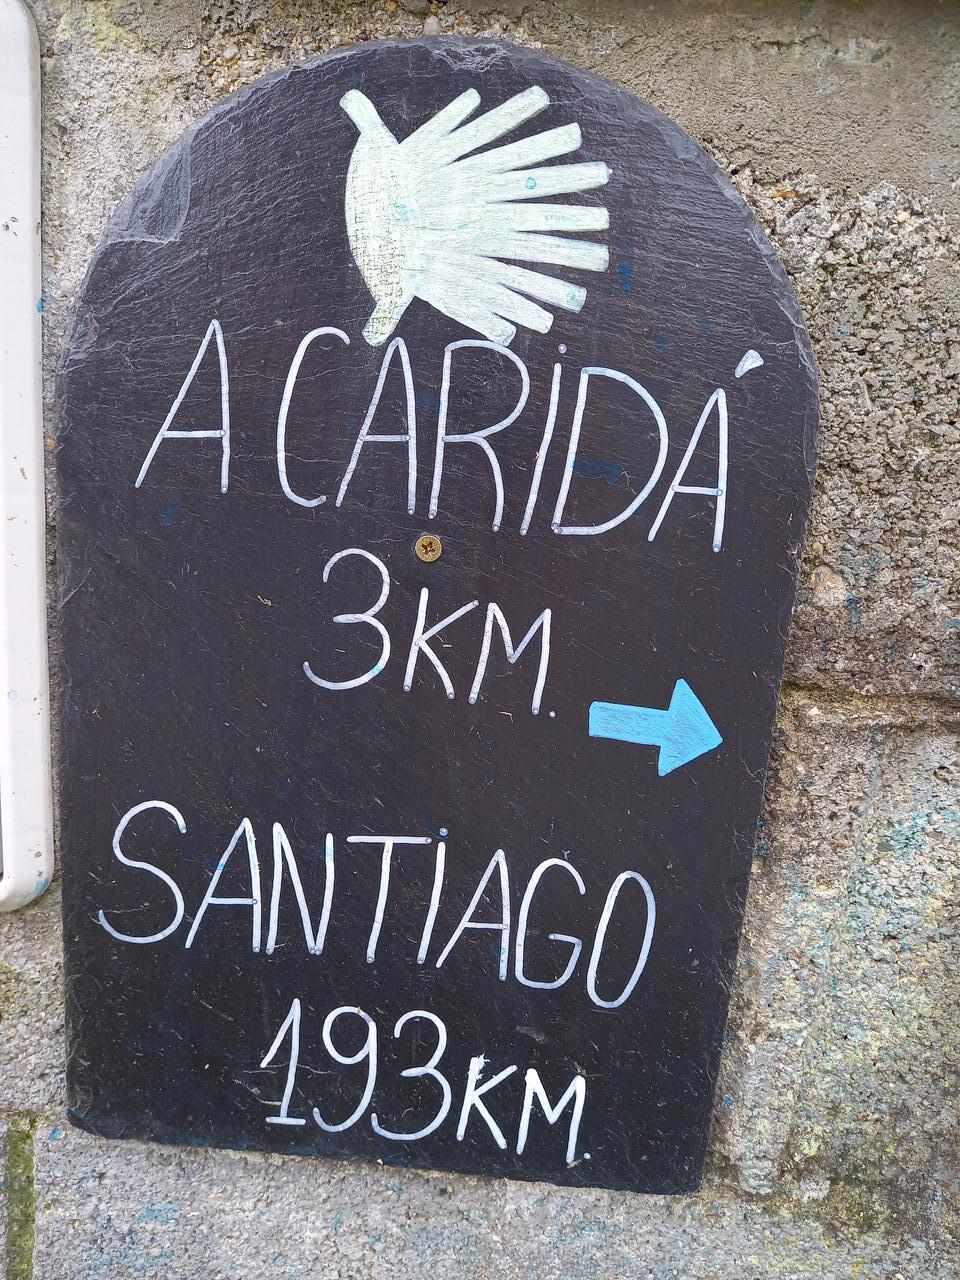 A CARIDÁ
3KM.
SANTIAGO
193KM.